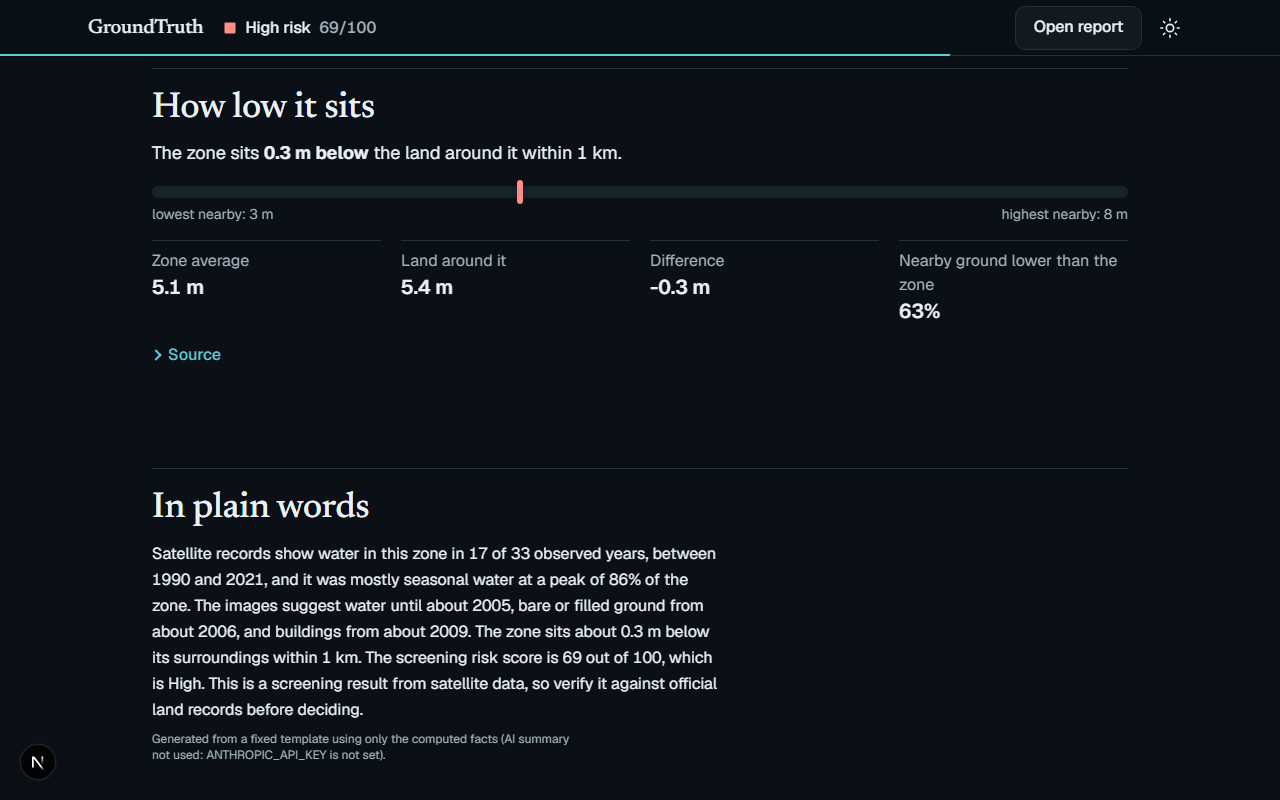 GroundTruth
High risk 69/100
Open report
How low it sits
The zone sits 0.3 m below the land around it within 1 km.
lowest nearby: 3 m
highest nearby: 8 m
Zone average
5.1 m
Land around it
5.4 m
Difference
-0.3 m
Nearby ground lower than the
zone
63%
Source
In plain words
Satellite records show water in this zone in 17 of 33 observed years, between
1990 and 2021, and it was mostly seasonal water at a peak of 86% of the
zone. The images suggest water until about 2005, bare or filled ground from
about 2006, and buildings from about 2009. The zone sits about 0.3 m below
its surroundings within 1 km. The screening risk score is 69 out of 100, which
is High. This is a screening result from satellite data, so verify it against official
land records before deciding.
Generated from a fixed template using only the computed facts (AI summary
not used: ANTHROPIC_API_KEY is not set).
N